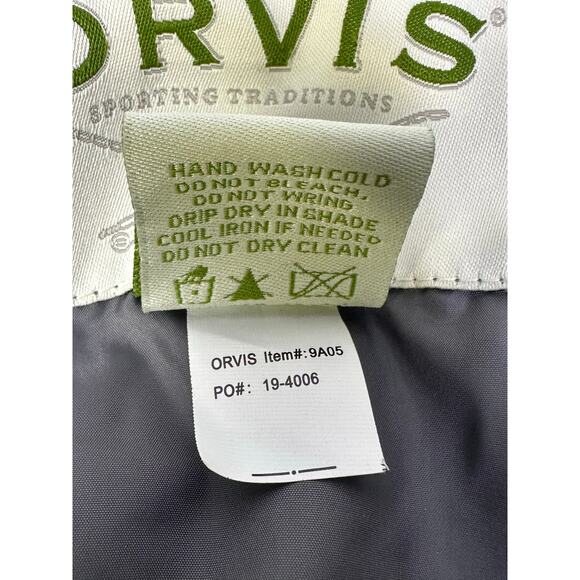 ORVIS®
SPORTING TRADITIONS
HAND WASH COLD
DO NOT BLEACH,
DO NOT WRING
DRIP DRY IN SHADE
COOL IRON IF NEEDED
DO NOT DRY CLEAN
ORVIS Item#: 9A05
PO#: 19-4006